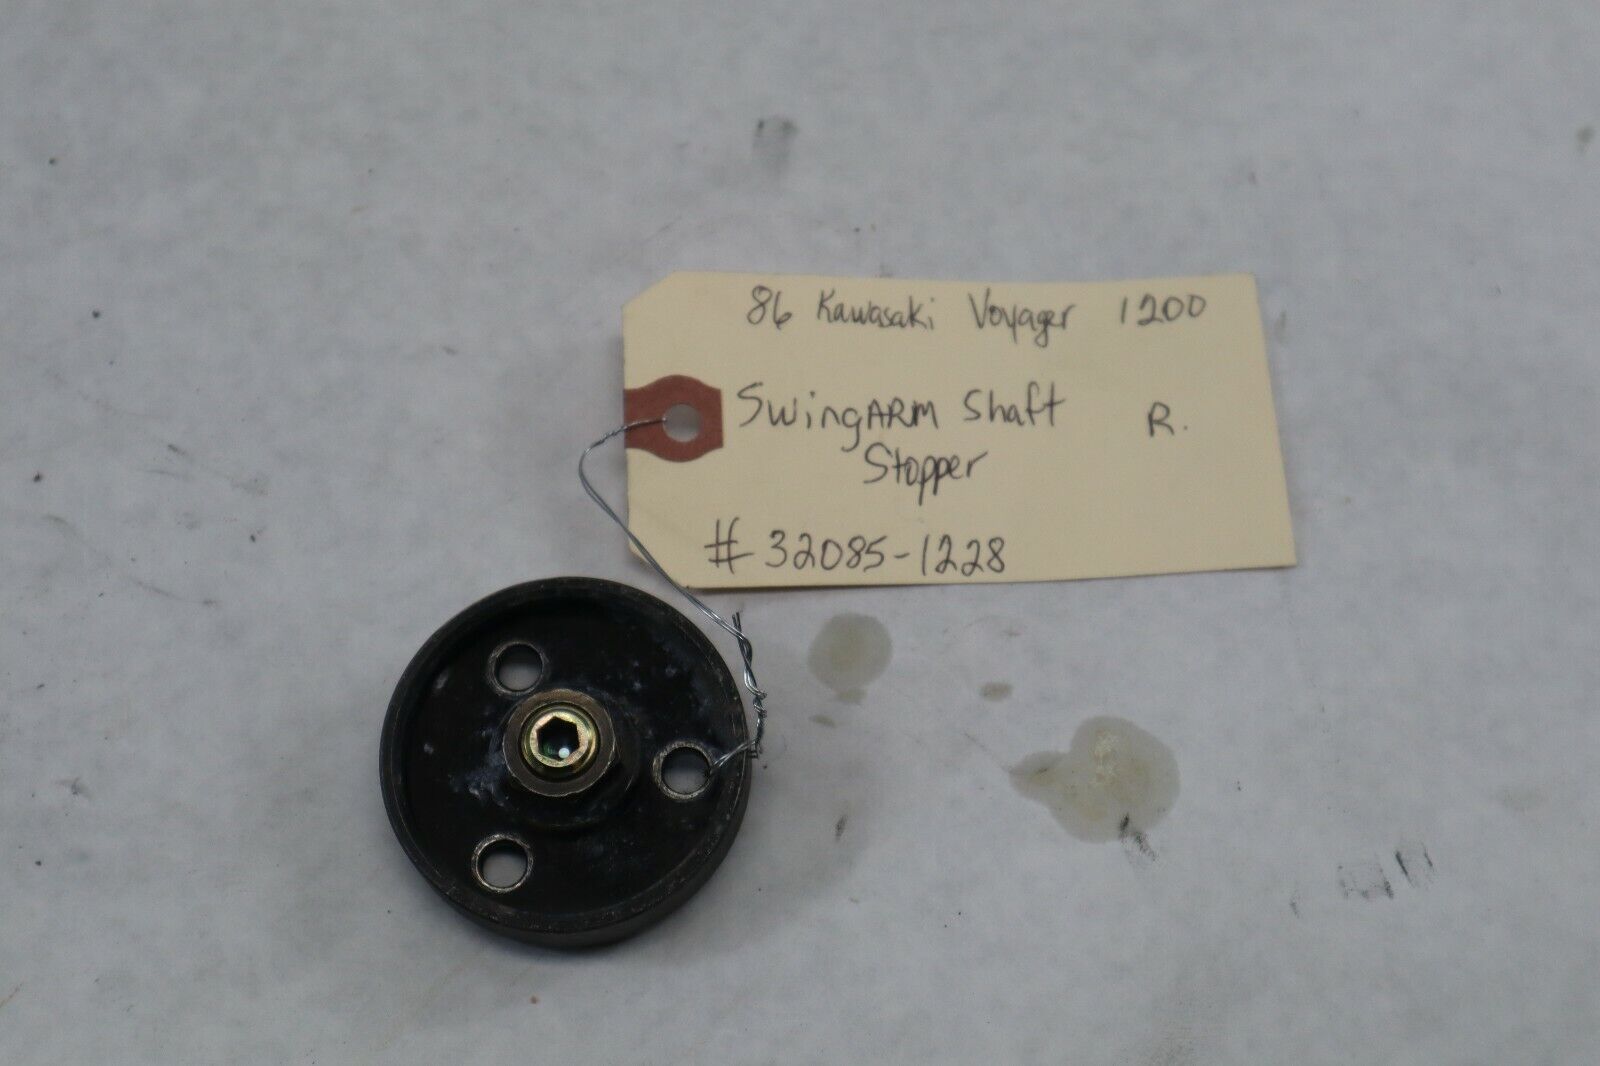 86 Kawasaki Voyager 1200
SwingARM Shaft R.
Stopper
# 32085-1228